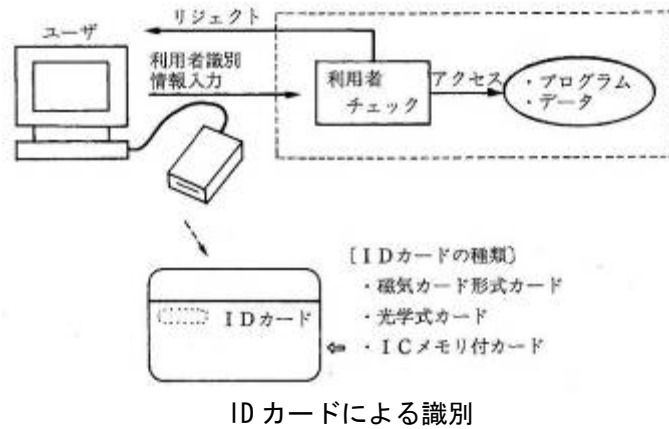 ユーザ
リジェクト
利用者識別
情報入力
利用者
チェック
アクセス
・プログラム
・データ
〔IDカードの種類〕
・磁気カード形式カード
・光学式カード
⇦ ・ICメモリ付カード
IDカード
IDカードによる識別